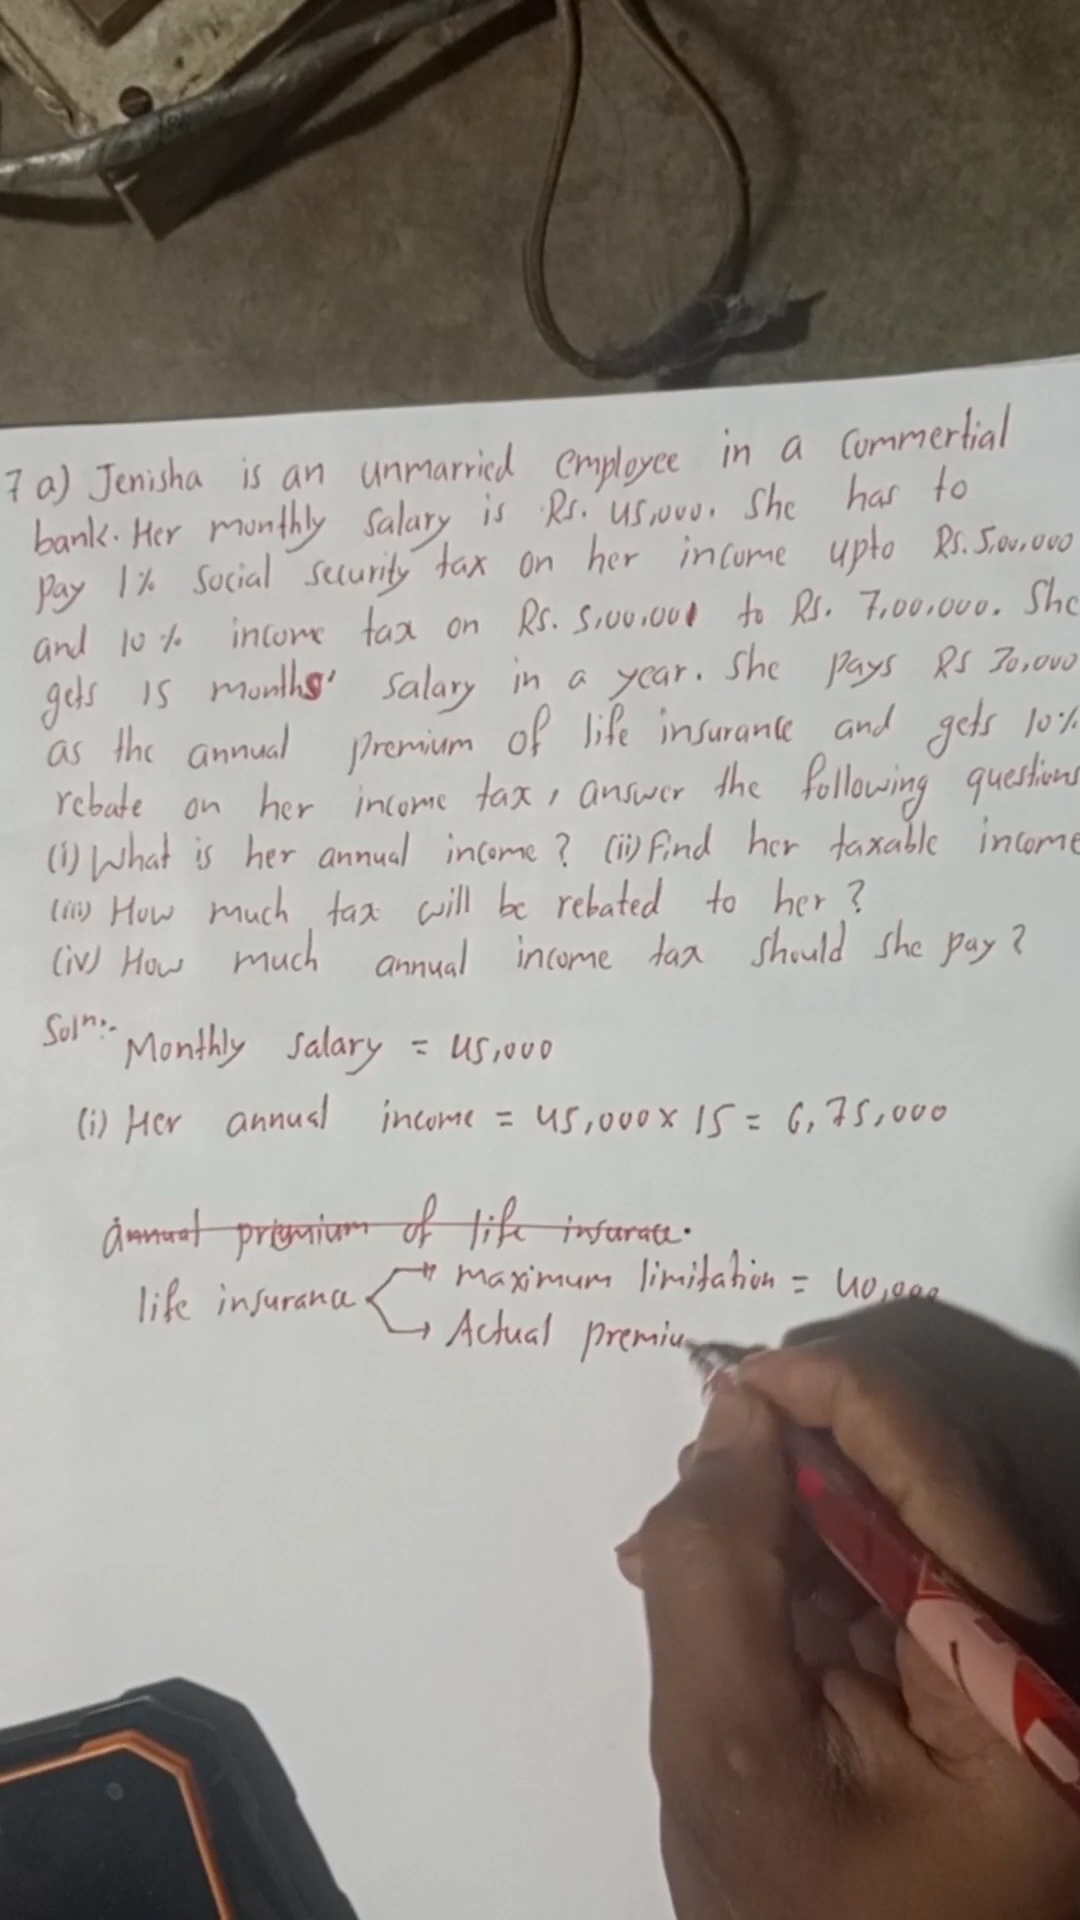 7 a) Jenisha is an unmarried employee in a Commertial
bank. Her monthly salary is Rs. 45,000. She has to
pay 1% Social security tax on her income upto Rs. 5,00,000
and 10% income tax on Rs. 5,00,001 to Rs. 7,00,000. She
gets 15 months' salary in a year. She pays RS 30,000
as the annual premium of life insurance and gets 10%
rebate on her income tax, answer the following questions
(i) What is her annual income? (ii) find her taxable income
(iii) How much tax will be rebated to her?
(iv) How much annual income tax should she pay?
Soln:-
Monthly salary = 45,000
(i) Her annual income = 45,000 x 15 = 6,75,000
annual premium of life insurace.
life insurance → maximum limitation = 40,000
→ Actual premiu